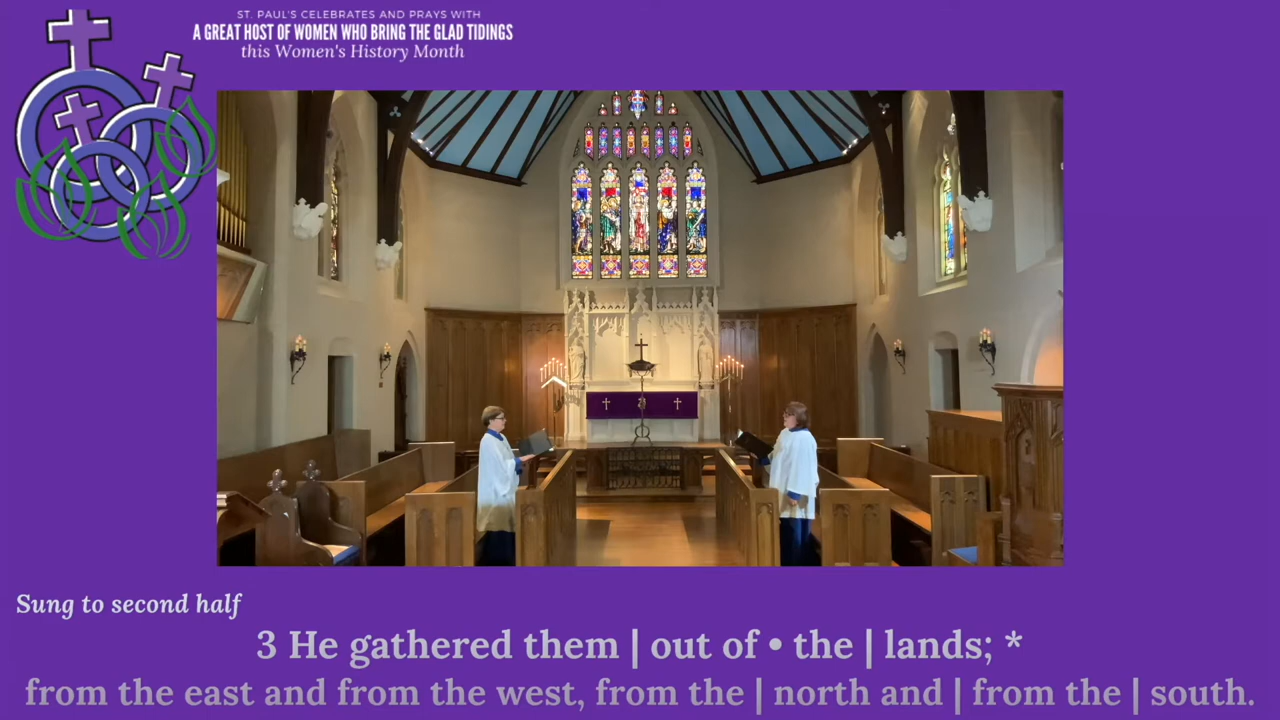 ST. PAUL'S CELEBRATES AND PRAYS WITH
A GREAT HOST OF WOMEN WHO BRING THE GLAD TIDINGS
this Women's History Month
Sung to second half
3 He gathered them | out of • the | lands; *
from the east and from the west, from the | north and | from the | south.